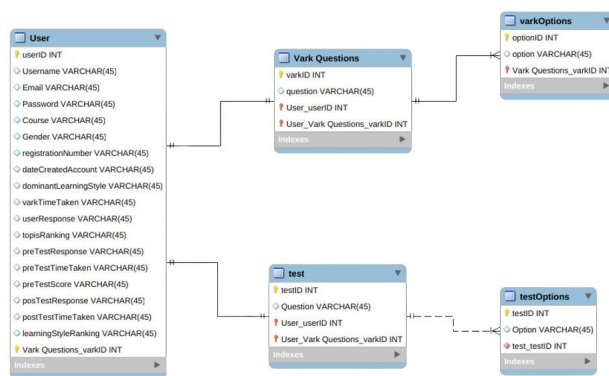 User
userID INT
Username VARCHAR(45)
Email VARCHAR(45)
Password VARCHAR(45)
Course VARCHAR(45)
Gender VARCHAR(45)
registrationNumber VARCHAR(45)
dateCreatedAccount VARCHAR(45)
dominantLearningStyle VARCHAR(45)
varkTimeTaken VARCHAR(45)
userResponse VARCHAR(45)
topisRanking VARCHAR(45)
preTestResponse VARCHAR(45)
preTestTimeTaken VARCHAR(45)
preTestScore VARCHAR(45)
posTestResponse VARCHAR(45)
postTestTimeTaken VARCHAR(45)
learningStyleRanking VARCHAR(45)
Vark Questions_varkID INT
Indexes
Vark Questions
varkID INT
question VARCHAR(45)
User_userID INT
User_Vark Questions_varkID INT
Indexes
varkOptions
optionID INT
option VARCHAR(45)
Vark Questions_varkID INT
Indexes
test
testID INT
Question VARCHAR(45)
User_userID INT
User_Vark Questions_varkID INT
Indexes
testOptions
testID INT
Option VARCHAR(45)
test_testID INT
Indexes